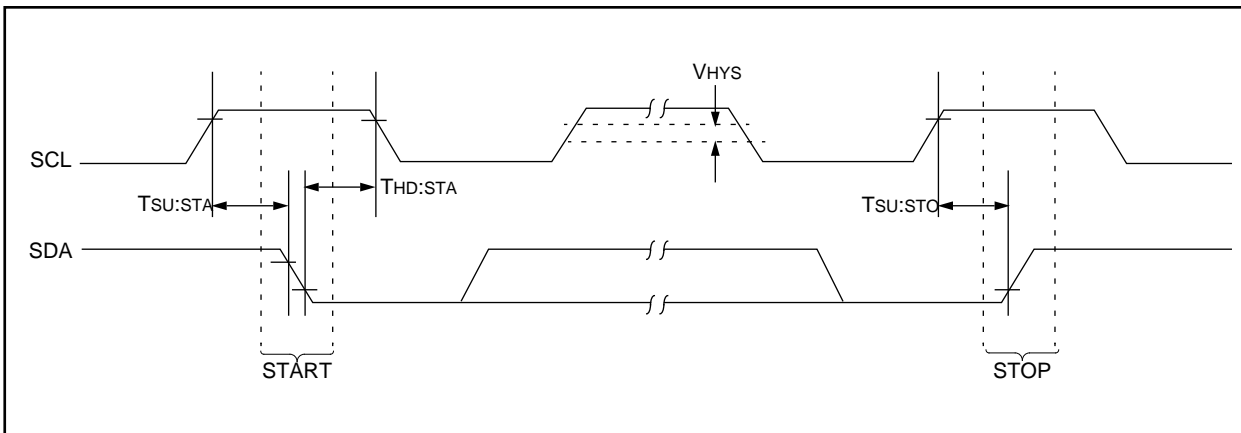 VHYS
SCL
THD:STA
TSU:STA
TSU:STO
SDA
START
STOP